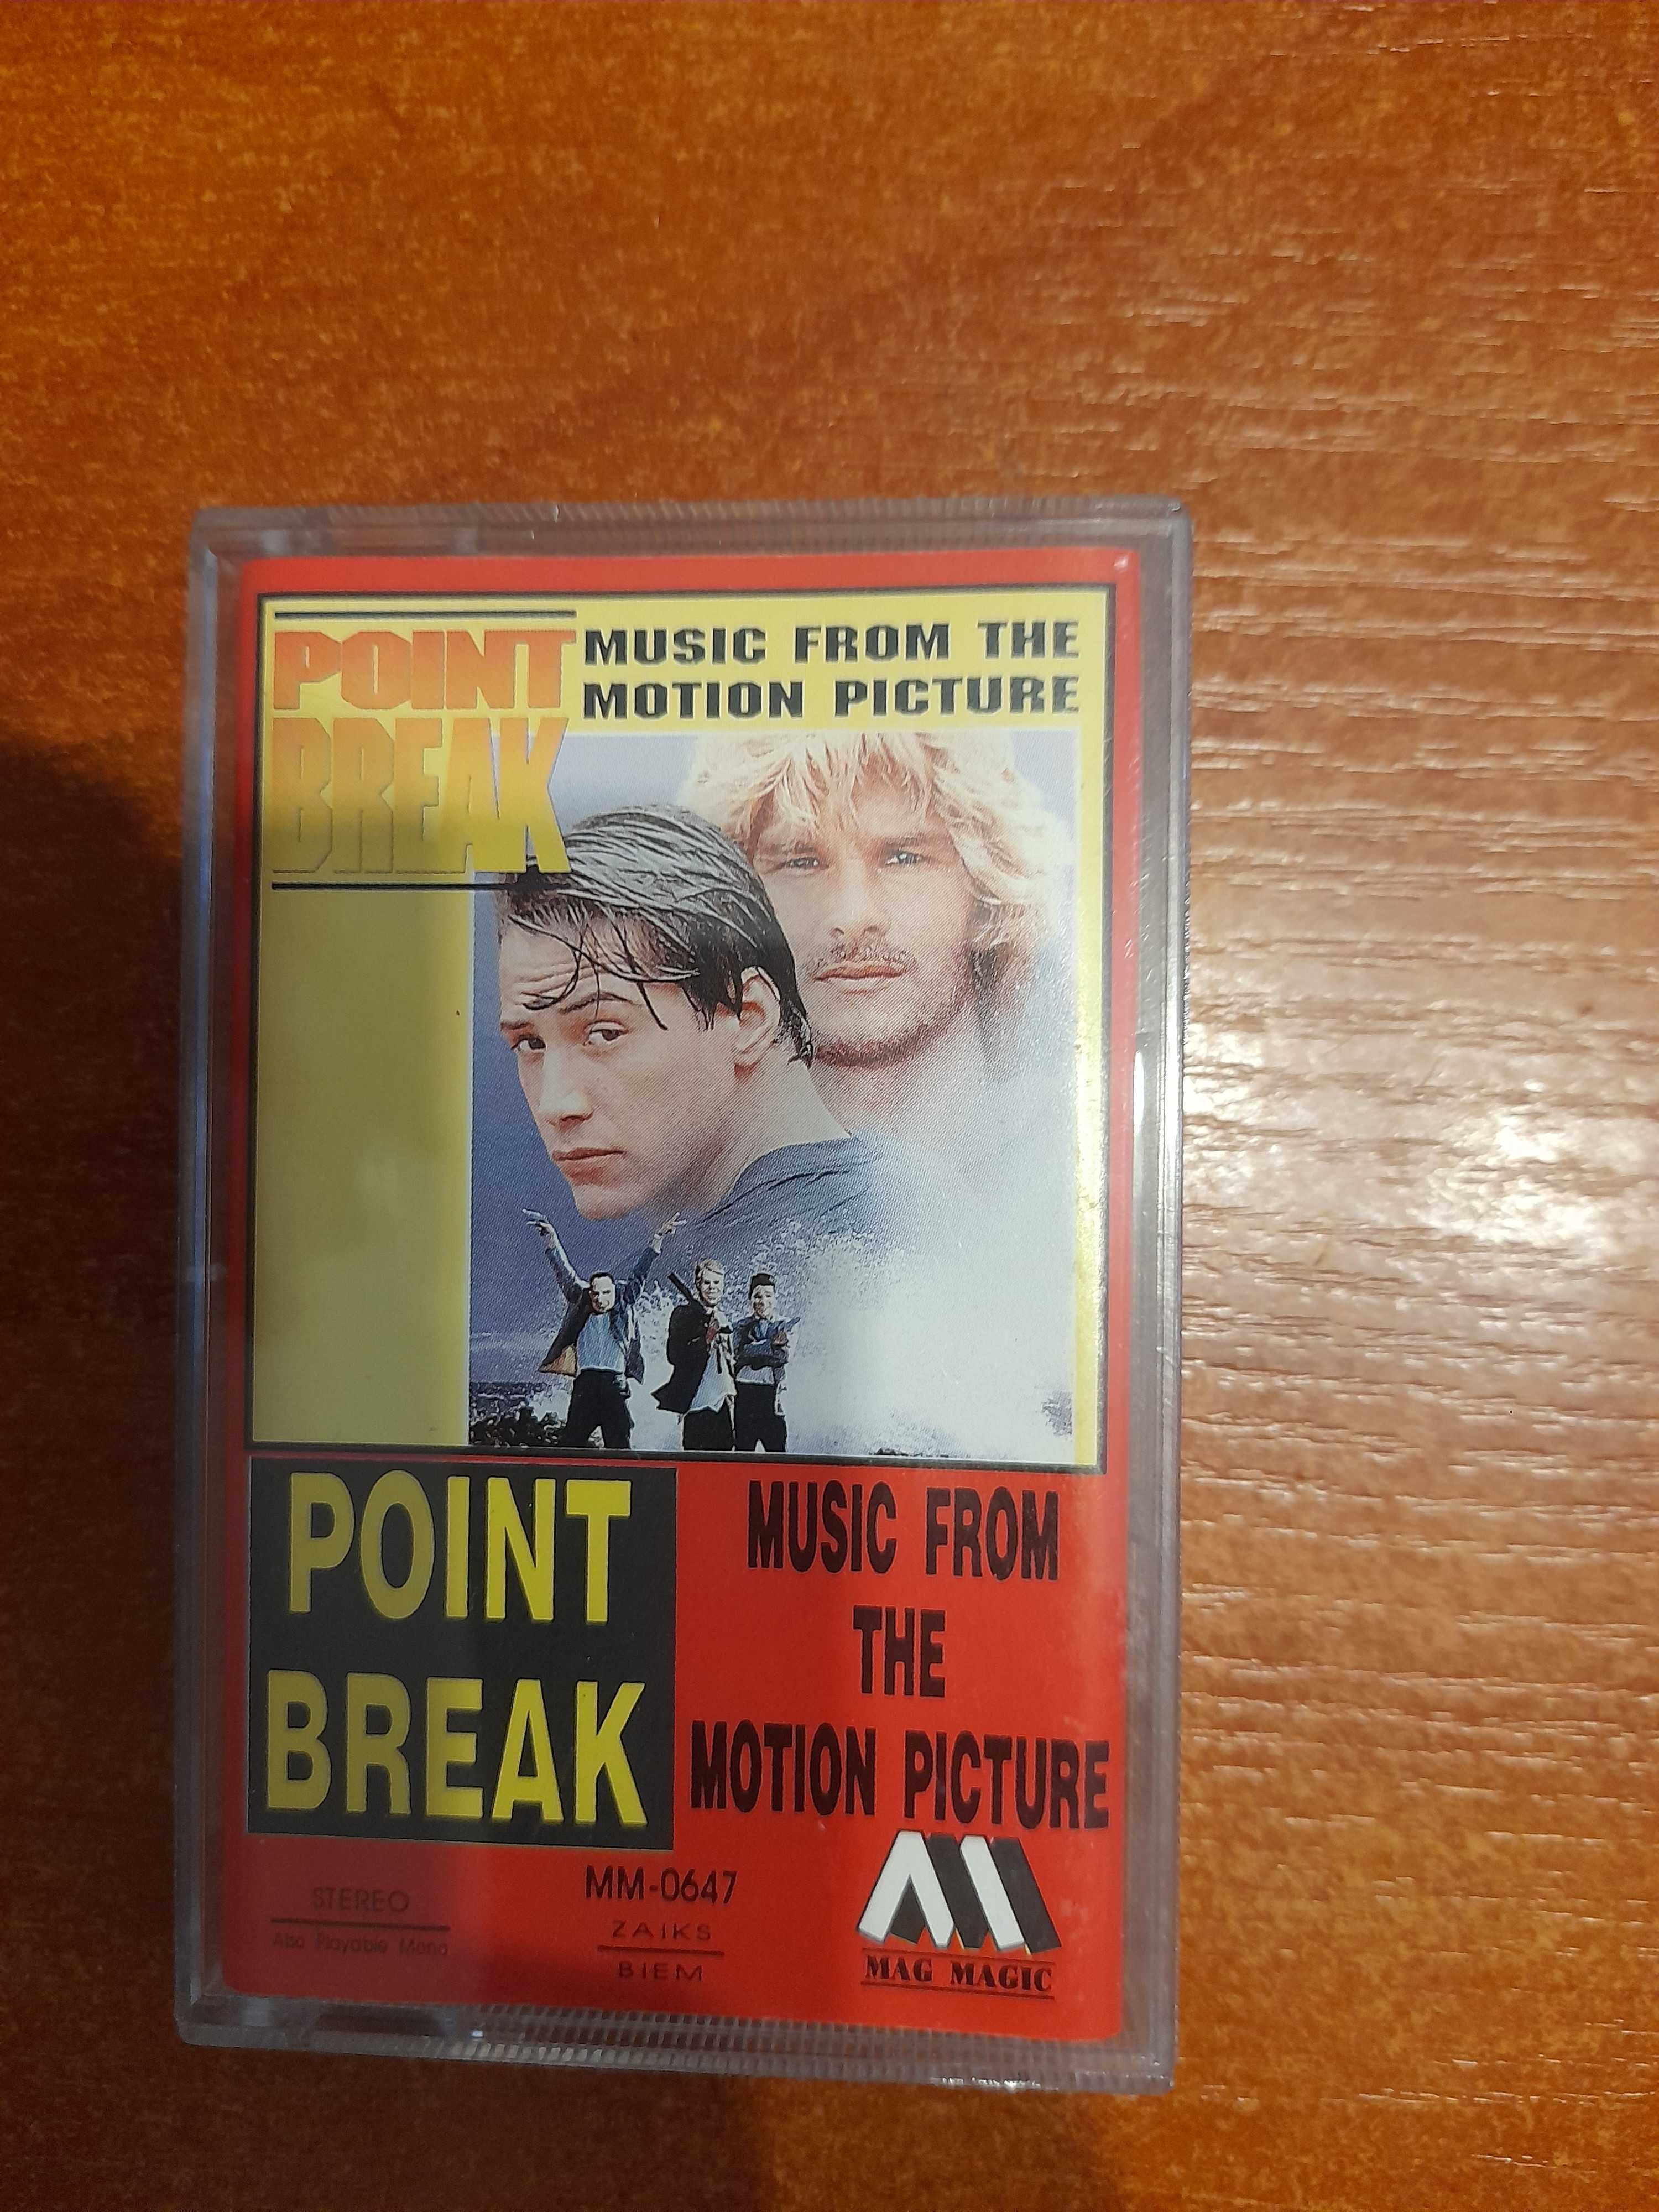 POINT
BREAK
MUSIC FROM THE
MOTION PICTURE
POINT
BREAK
MUSIC FROM
THE
MOTION PICTURE
STEREO
Also Playable Mono
MM-0647
ZAIKS
BIEM
MAG MAGIC